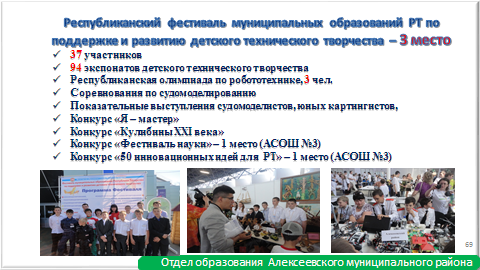 Республиканский фестиваль муниципальных образований РТ по
поддержке и развитию детского технического творчества – 3 место
✓ 37 участников
✓ 94 экспонатов детского технического творчества
✓ Республиканская олимпиада по робототехнике, 3 чел.
✓ Соревнования по судомоделированию
✓ Показательные выступления судомоделистов, юных картингистов,
✓ Конкурс «Я – мастер»
✓ Конкурс «Кулибины XXI века»
✓ Конкурс «Фестиваль науки» – 1 место (АСОШ №3)
✓ Конкурс «50 инновационных идей для РТ» – 1 место (АСОШ №3)
Программа Фестиваля
69
Отдел образования Алексеевского муниципального района